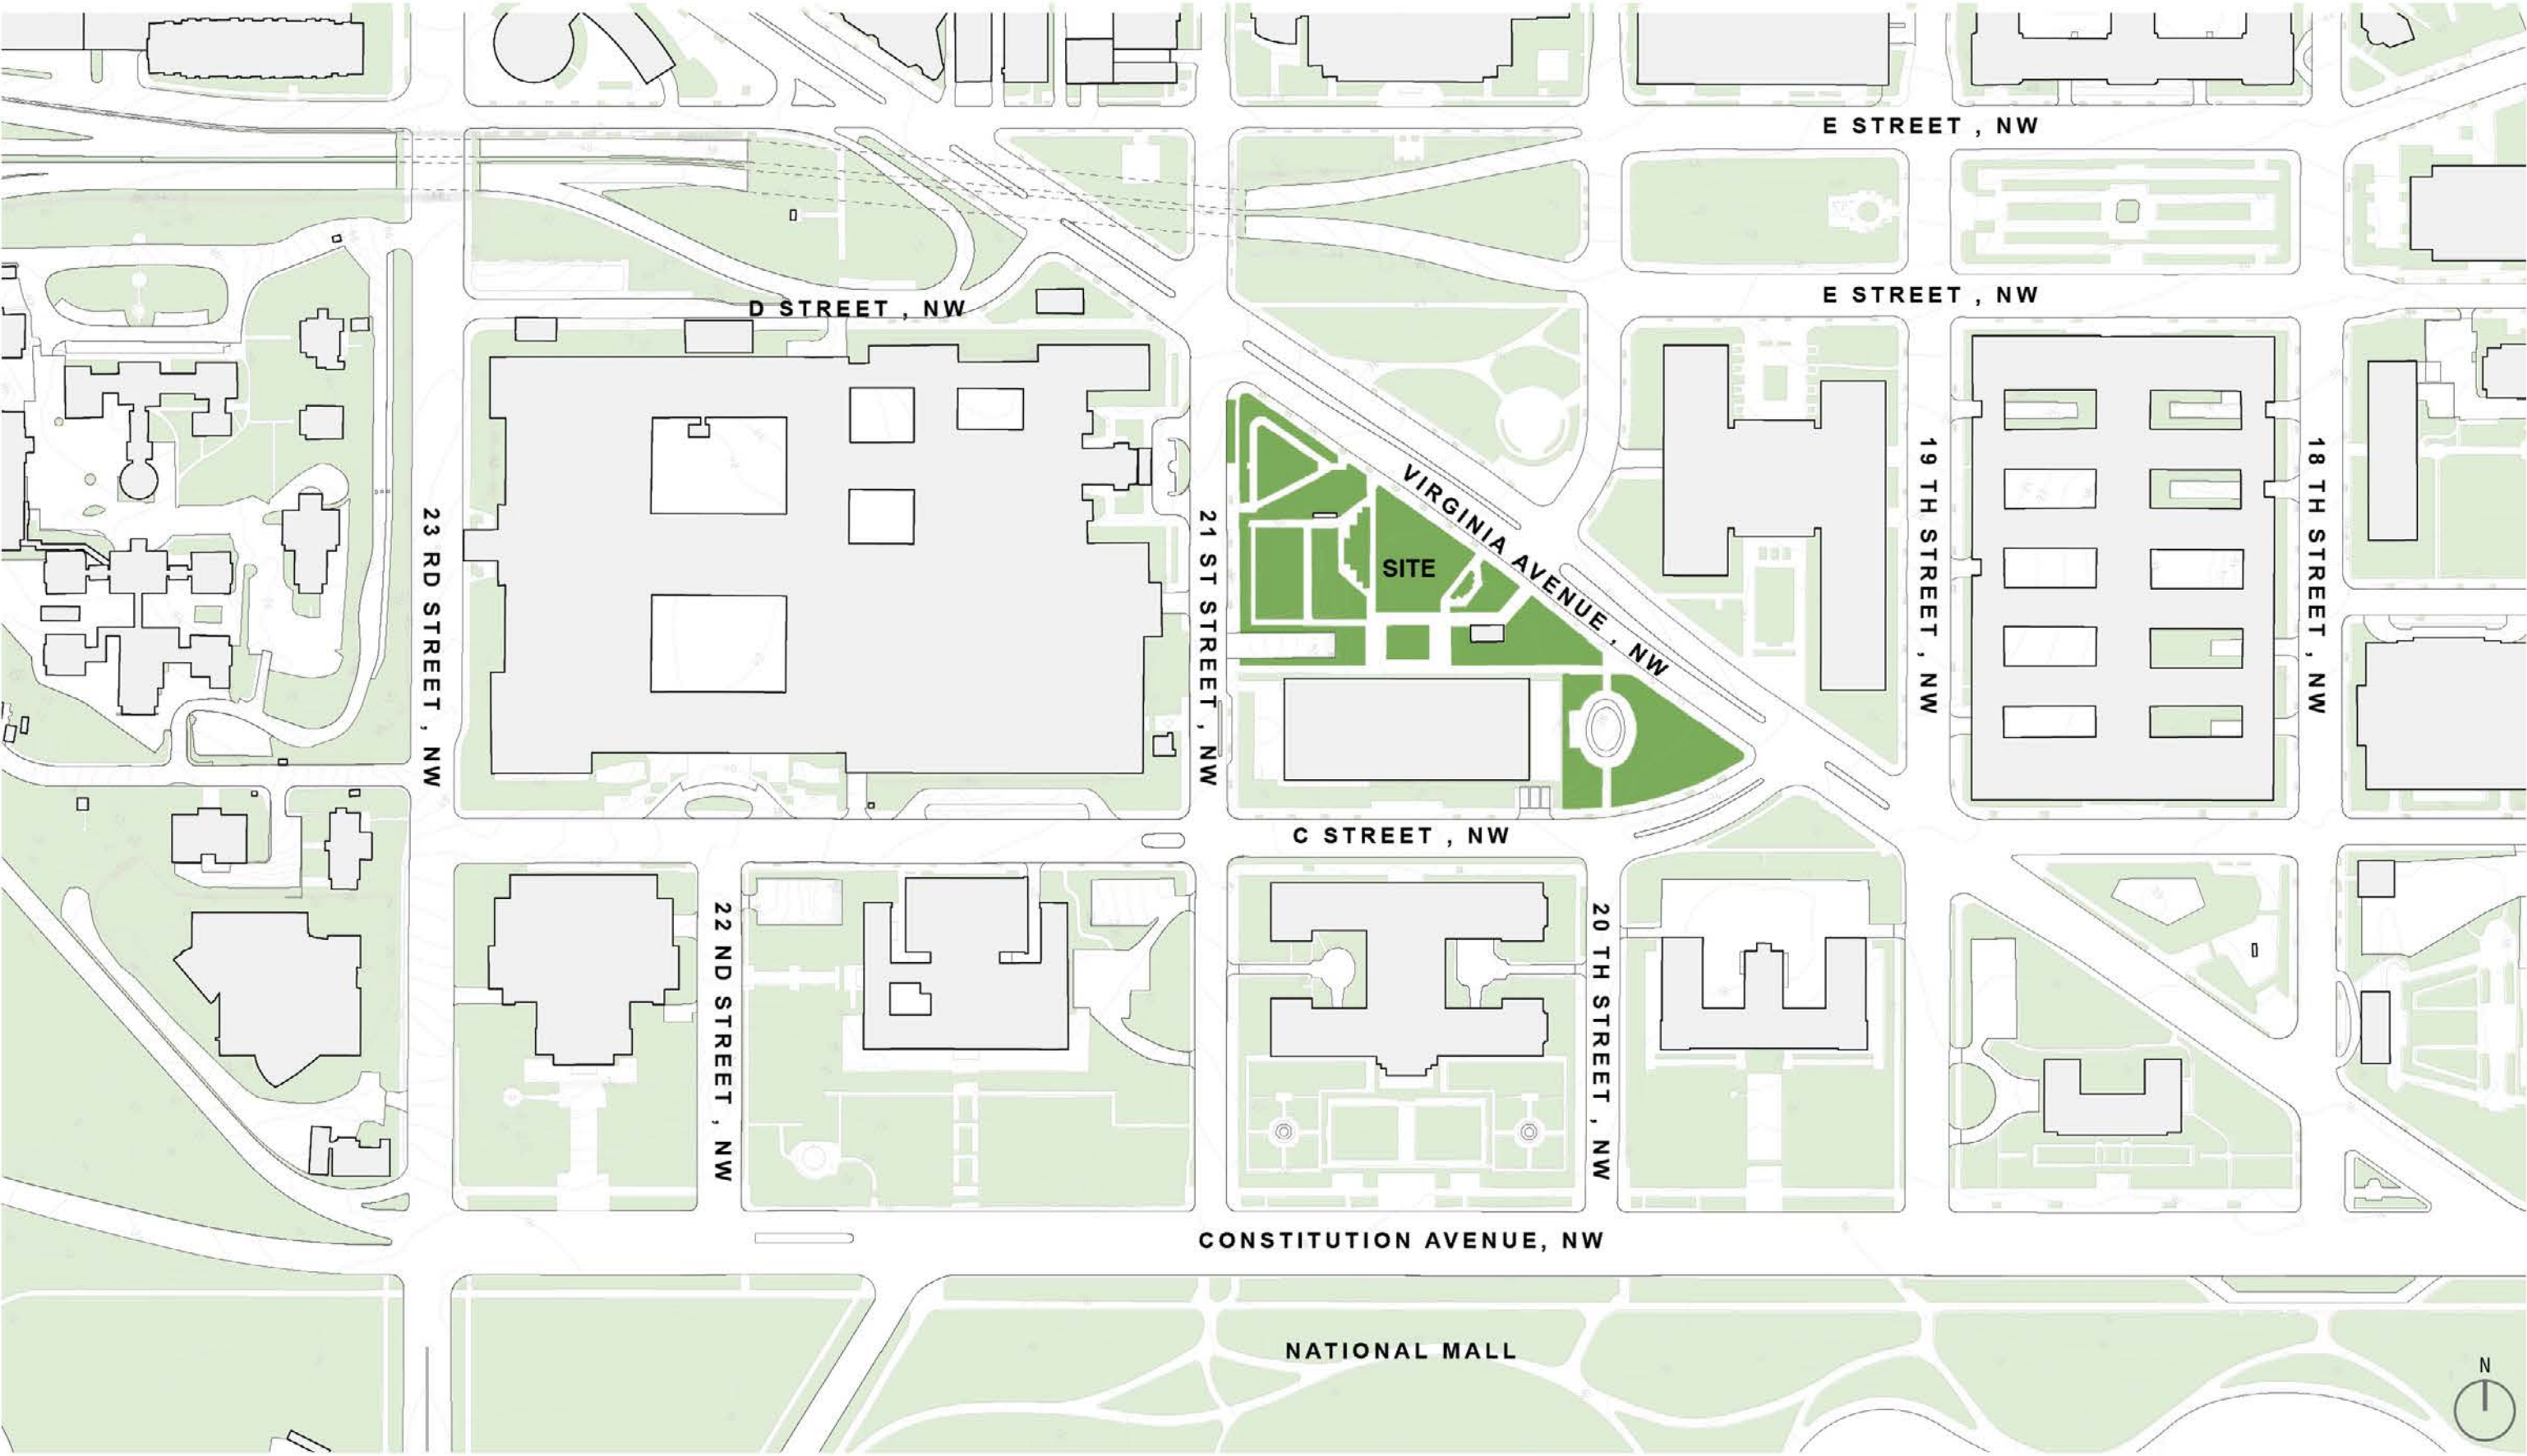 E STREET , NW
E STREET , NW
D STREET , NW
VIRGINIA AVENUE , NW
SITE
23 RD STREET , NW
21 ST STREET , NW
19 TH STREET , NW
18 TH STREET , NW
C STREET , NW
22 ND STREET , NW
20 TH STREET , NW
CONSTITUTION AVENUE, NW
NATIONAL MALL
N